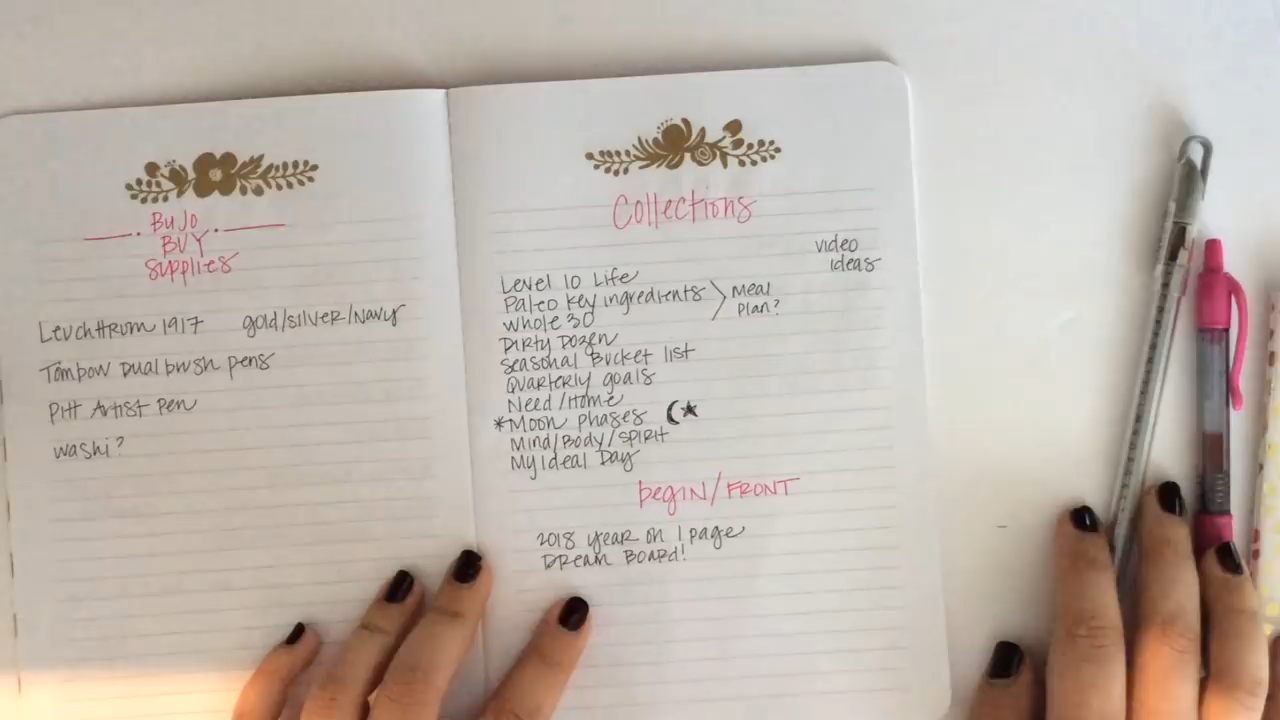 BUJO
BUY
Supplies
Leuchttrum 1917 gold/silver/Navy
Tombow Dual brush pens
Pitt Artist Pen
washi?
Collections
video
ideas
Level 10 Life
Paleo key ingredients
Meal
Whole 30
Plan?
Dirty Dozen
Seasonal Bucket list
Quarterly goals
Need/Home
*Moon phases
Mind/Body/Spirit
My Ideal Day
begin/FRONT
2018 year on 1 page
Dream Board!